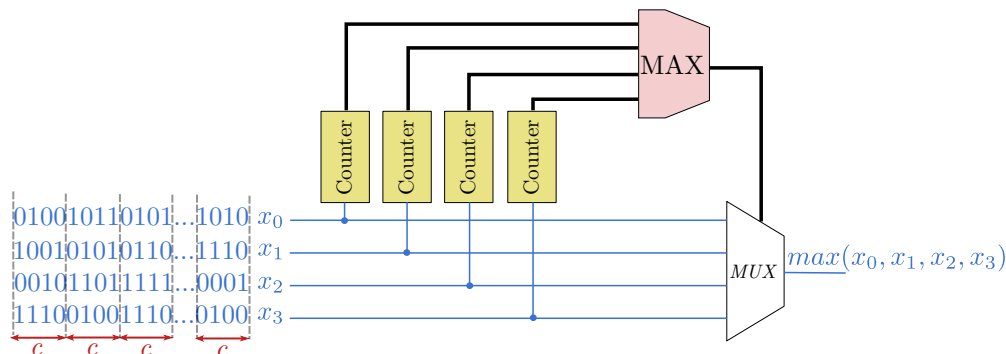 MAX
Counter Counter Counter Counter
0100 1011 0101 ... 1010 x₀
1001 0101 0110 ... 1110 x₁
0010 1101 1111 ... 0001 x₂
1110 0100 1110 ... 0100 x₃
c c c c
MUX
max(x₀, x₁, x₂, x₃)